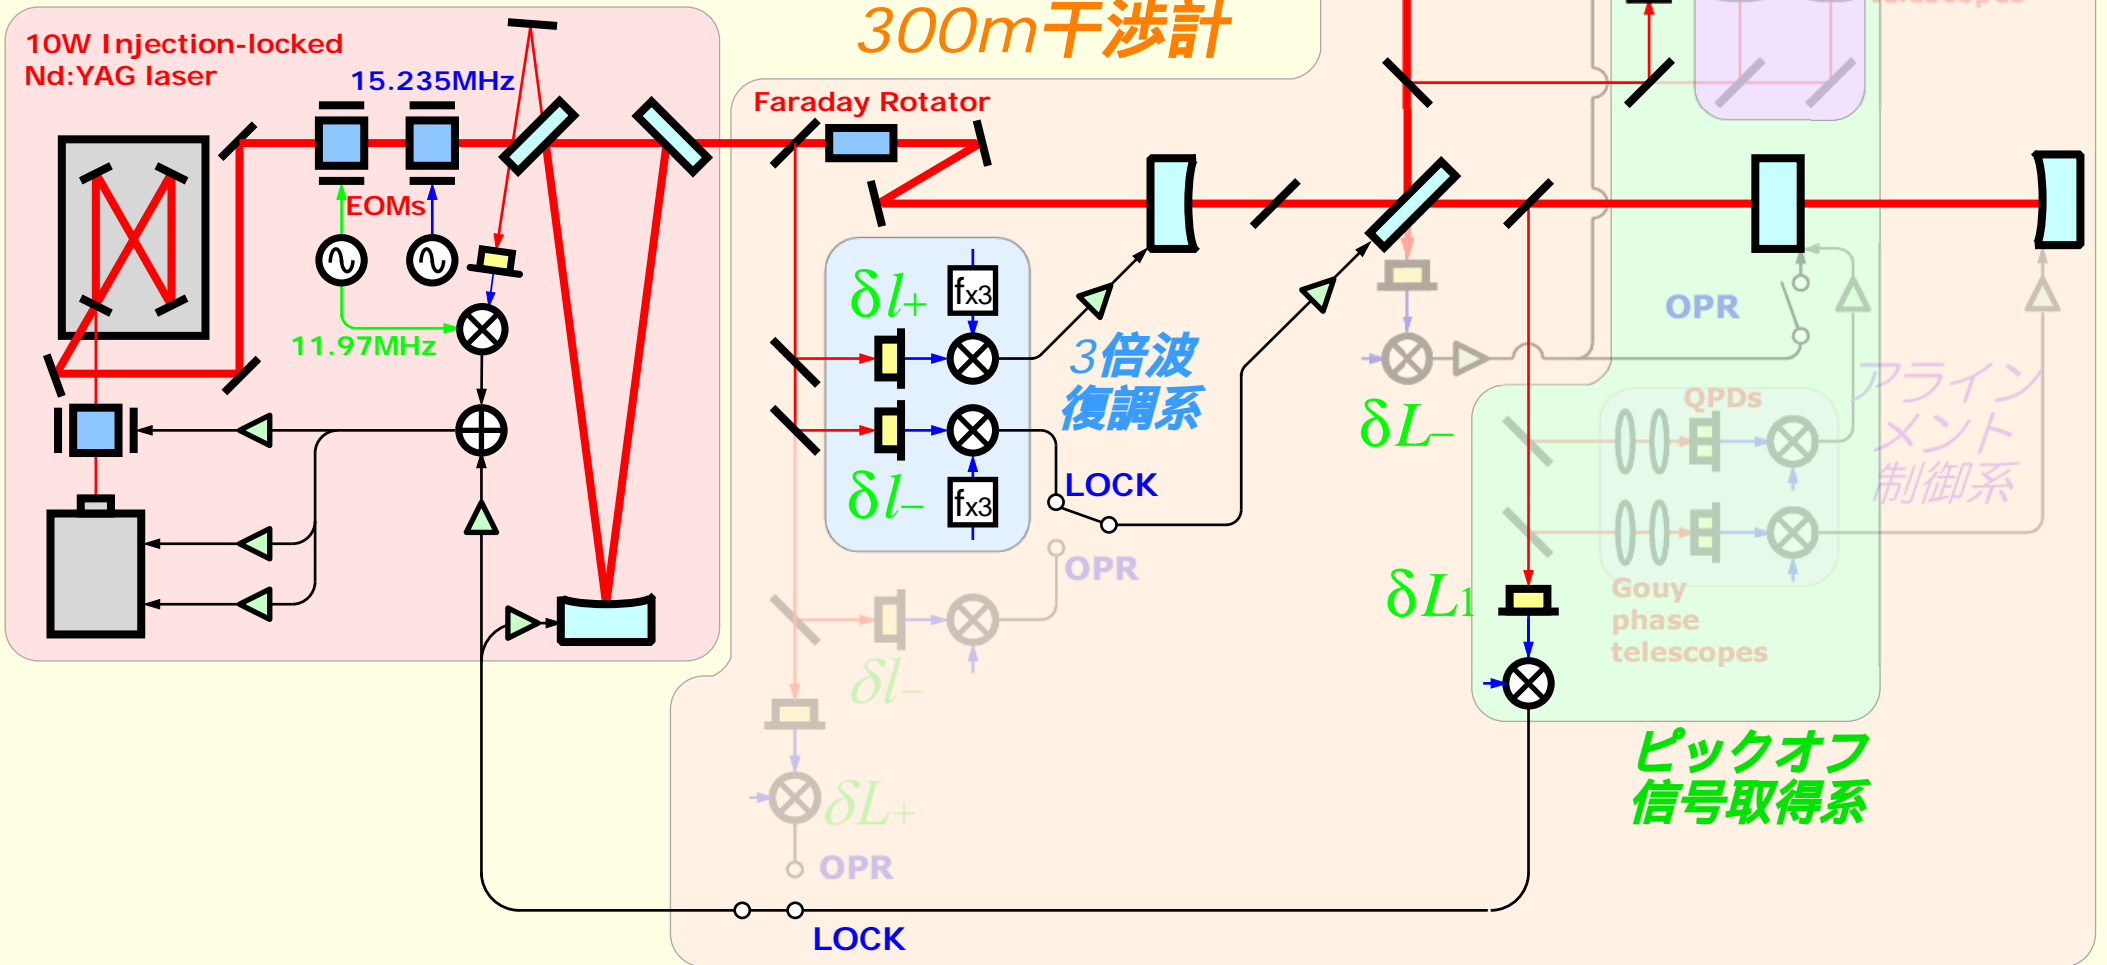 300m干渉計
telescopes
10W Injection-locked
Nd:YAG laser
15.235MHz
Faraday Rotator
EOMs
11.97MHz
δl+
fx3
3倍波
復調系
δl−
fx3
LOCK
OPR
δl−
δL+
OPR
LOCK
OPR
δL−
QPDs
アライン
メント
制御系
δL1
Gouy
phase
telescopes
ピックオフ
信号取得系